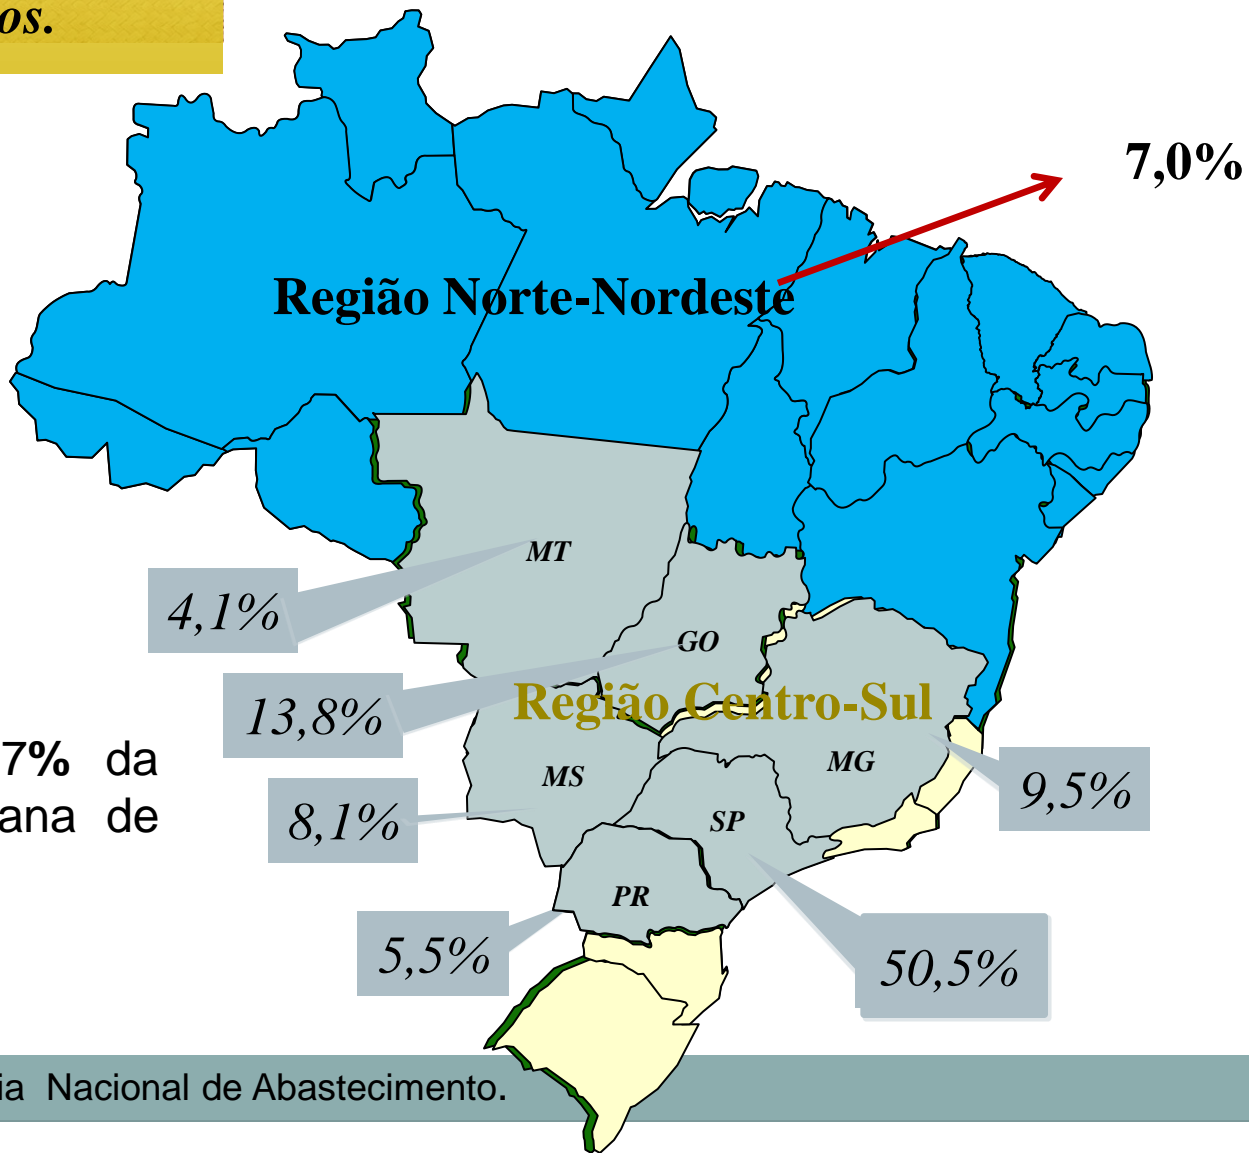 os.
7,0%
Região Norte-Nordeste
MT
4,1%
GO
13,8%
Região Centro-Sul
7% da
ana de
MS
8,1%
MG
9,5%
SP
PR
5,5%
50,5%
ia Nacional de Abastecimento.